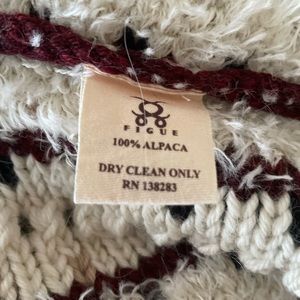 FIGUE
100% ALPACA
DRY CLEAN ONLY
RN 138283